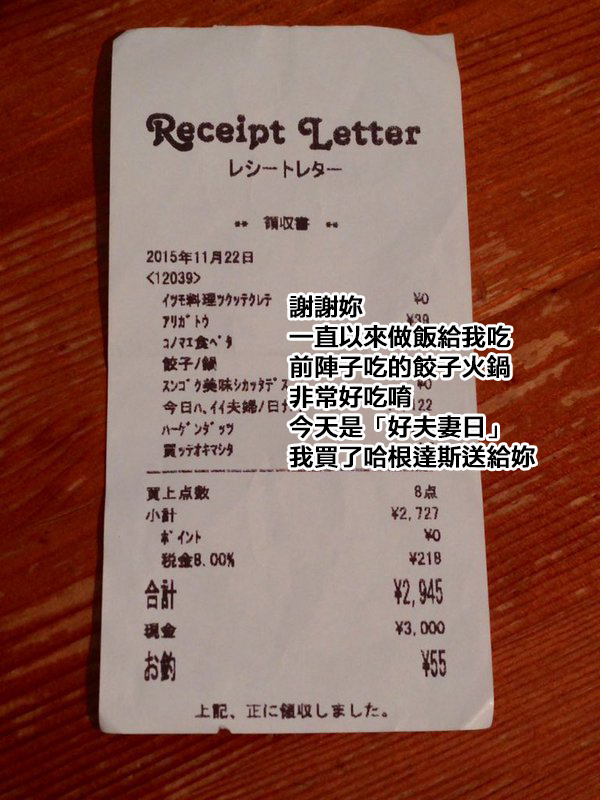 Receipt Letter
レシートレター
** 領収書 **
2015年11月22日
<12039>
イツモ料理ツクッテクレテ ¥0
アリガトウ ¥39
コノマエ食ベタ
餃子ノ鍋
スンゴク美味シカッタデス ¥0
今日ハ、イイ夫婦ノ日
ハーゲンダッツ
買ッテオキマシタ
謝謝妳
一直以來做飯給我吃
前陣子吃的餃子火鍋
非常好吃唷
今天是「好夫妻日」
我買了哈根達斯送給妳
買上点数 8点
小計 ¥2,727
ポイント ¥0
税金8.00% ¥218
合計 ¥2,945
現金 ¥3,000
お釣 ¥55
上記、正に領収しました。